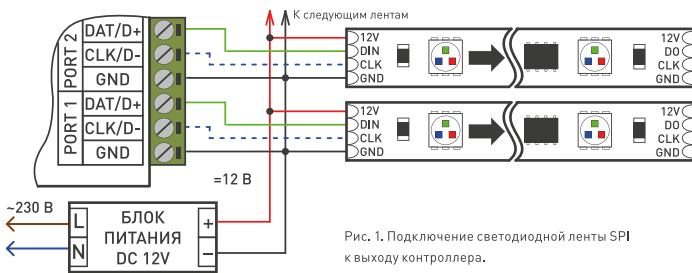 К следующим лентам
PORT 2
DAT/D+
CLK/D-
GND
PORT 1
DAT/D+
CLK/D-
GND
12V
DIN
CLK
GND
12V
DO
CLK
GND
12V
DIN
CLK
GND
12V
DO
CLK
GND
=12 В
~230 В
L
N
БЛОК
ПИТАНИЯ
DC 12V
+
−
Рис. 1. Подключение светодиодной ленты SPI
к выходу контроллера.